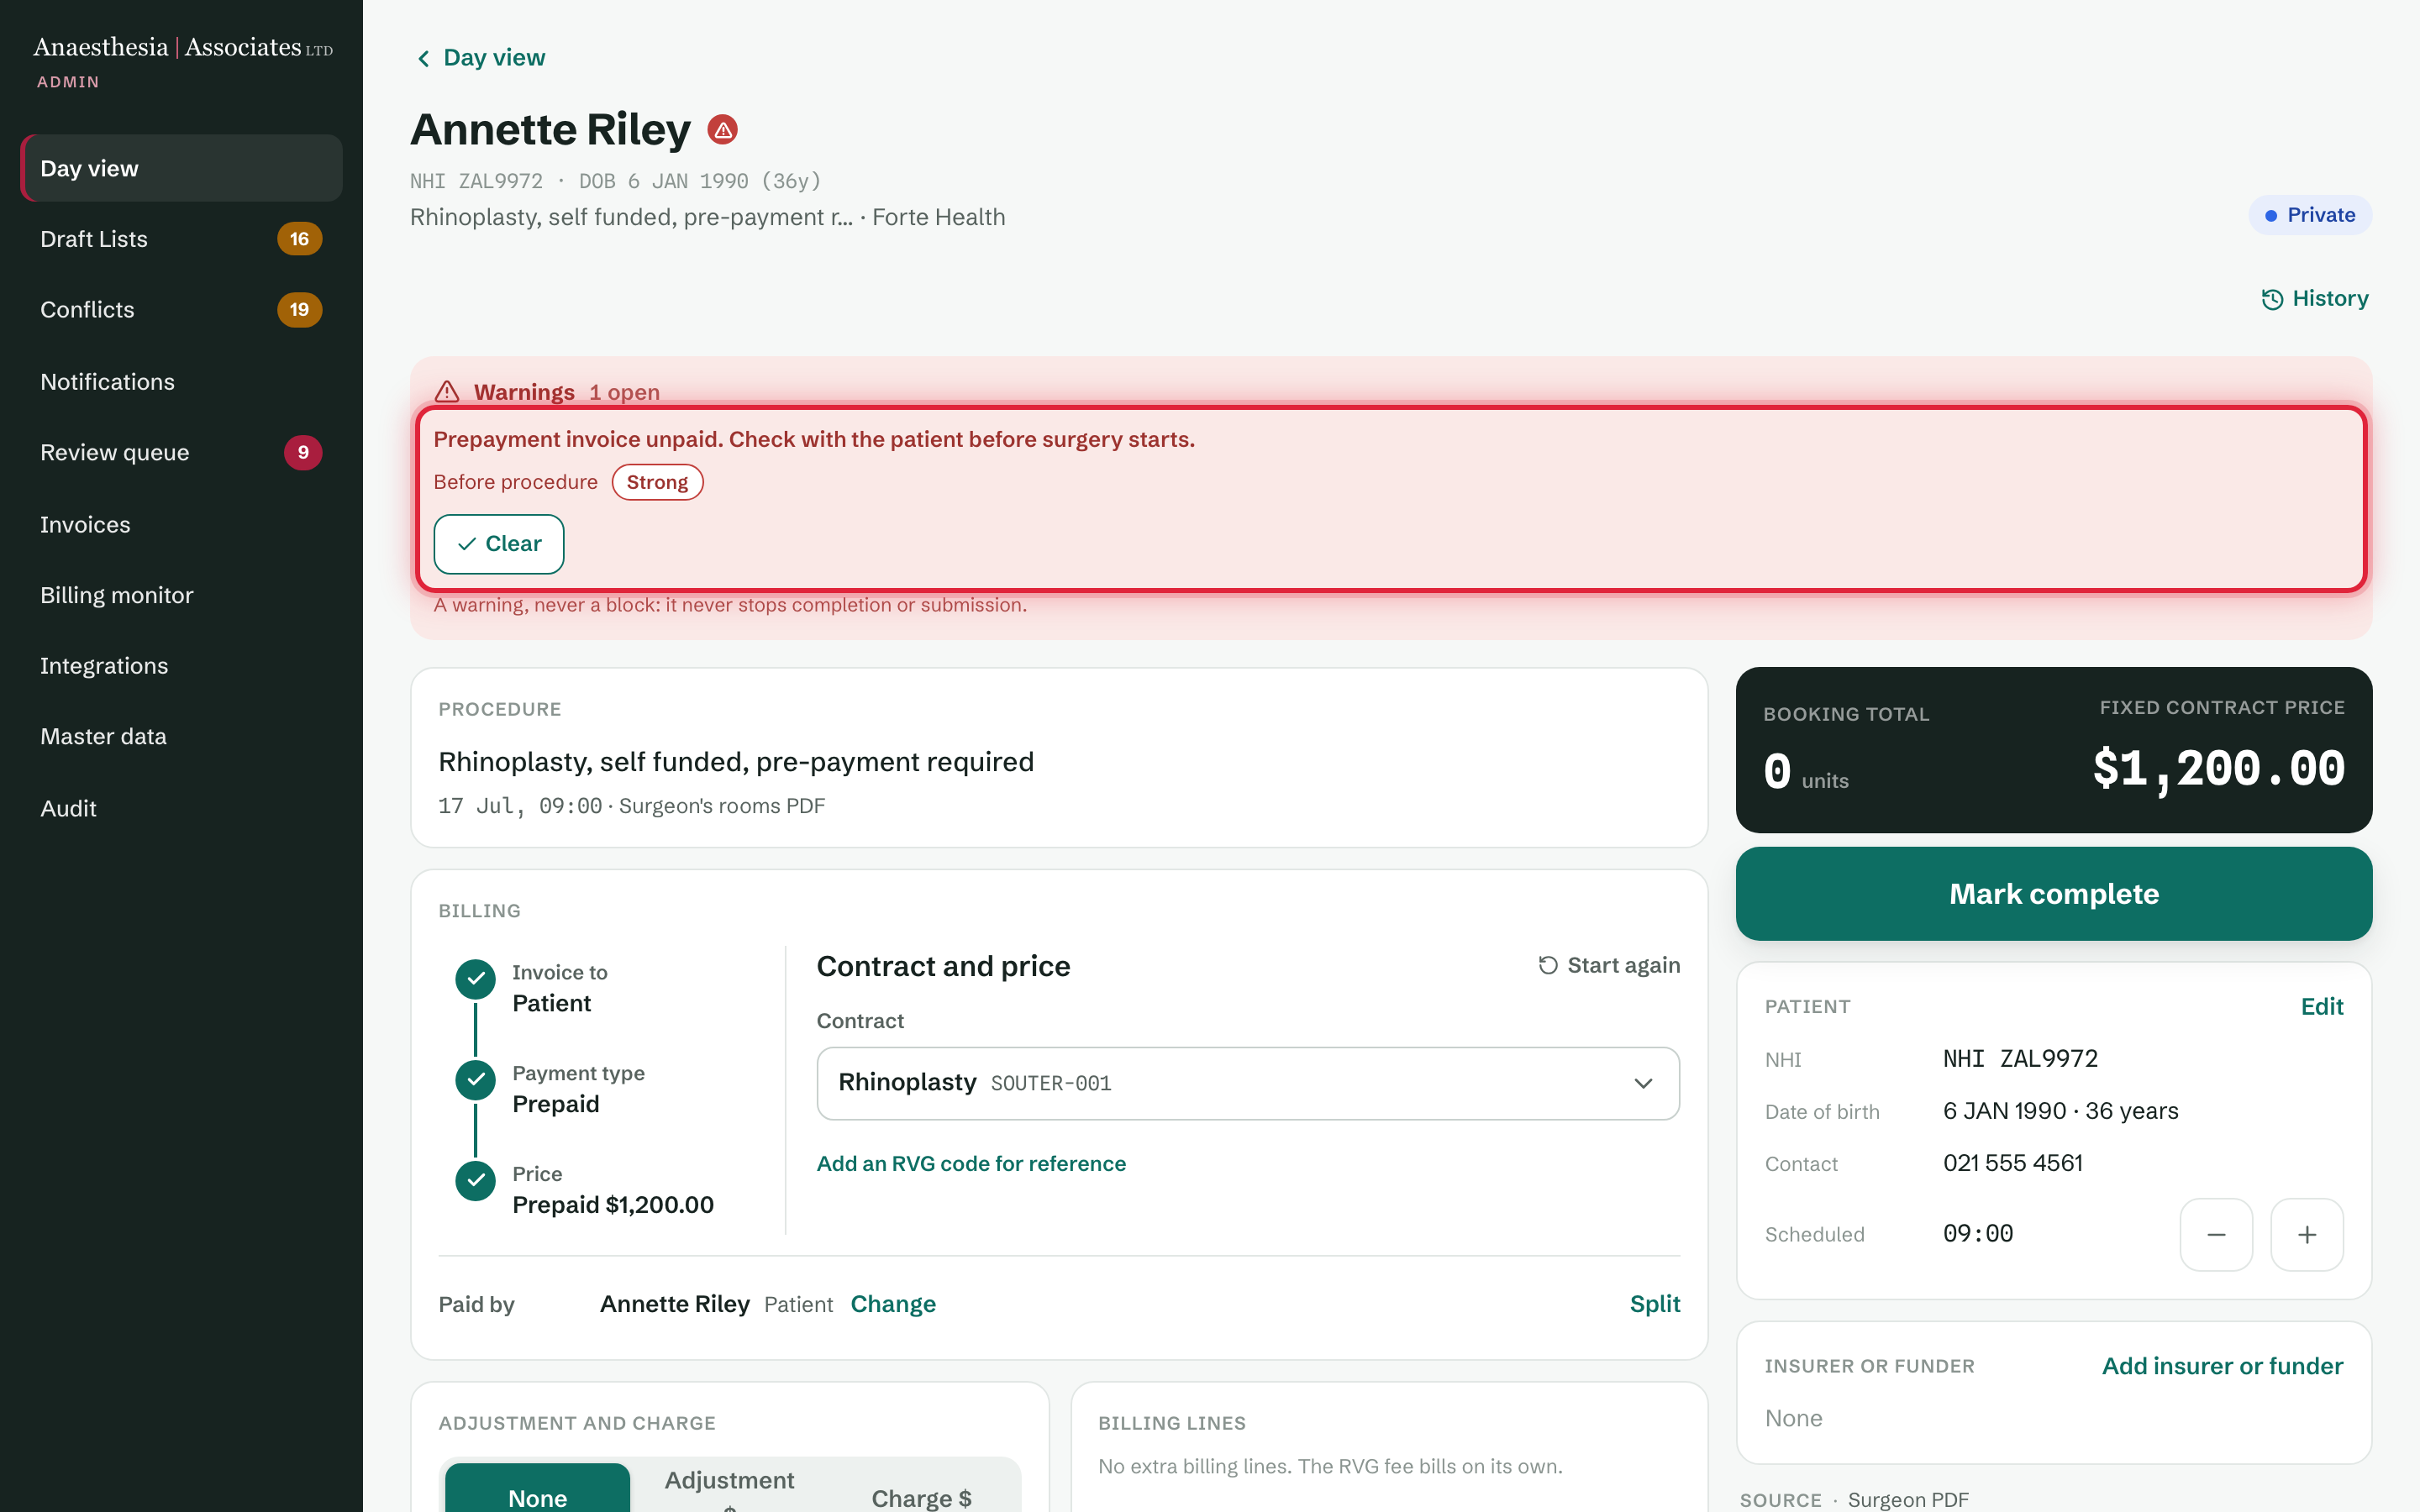 Anaesthesia | Associates LTD
ADMIN
Day view
Draft Lists 16
Conflicts 19
Notifications
Review queue 9
Invoices
Billing monitor
Integrations
Master data
Audit
Day view
Annette Riley
NHI ZAL9972 · DOB 6 JAN 1990 (36y)
Rhinoplasty, self funded, pre-payment r... · Forte Health
Private
History
Warnings 1 open
Prepayment invoice unpaid. Check with the patient before surgery starts.
Before procedure Strong
Clear
A warning, never a block: it never stops completion or submission.
PROCEDURE
Rhinoplasty, self funded, pre-payment required
17 Jul, 09:00 · Surgeon's rooms PDF
BILLING
Invoice to
Patient
Payment type
Prepaid
Price
Prepaid $1,200.00
Contract and price
Start again
Contract
Rhinoplasty SOUTER-001
Add an RVG code for reference
Paid by Annette Riley Patient Change Split
ADJUSTMENT AND CHARGE
None
Adjustment $
Charge $
BILLING LINES
No extra billing lines. The RVG fee bills on its own.
BOOKING TOTAL
0 units
FIXED CONTRACT PRICE
$1,200.00
Mark complete
PATIENT Edit
NHI NHI ZAL9972
Date of birth 6 JAN 1990 · 36 years
Contact 021 555 4561
Scheduled 09:00 − +
INSURER OR FUNDER Add insurer or funder
None
SOURCE · Surgeon PDF